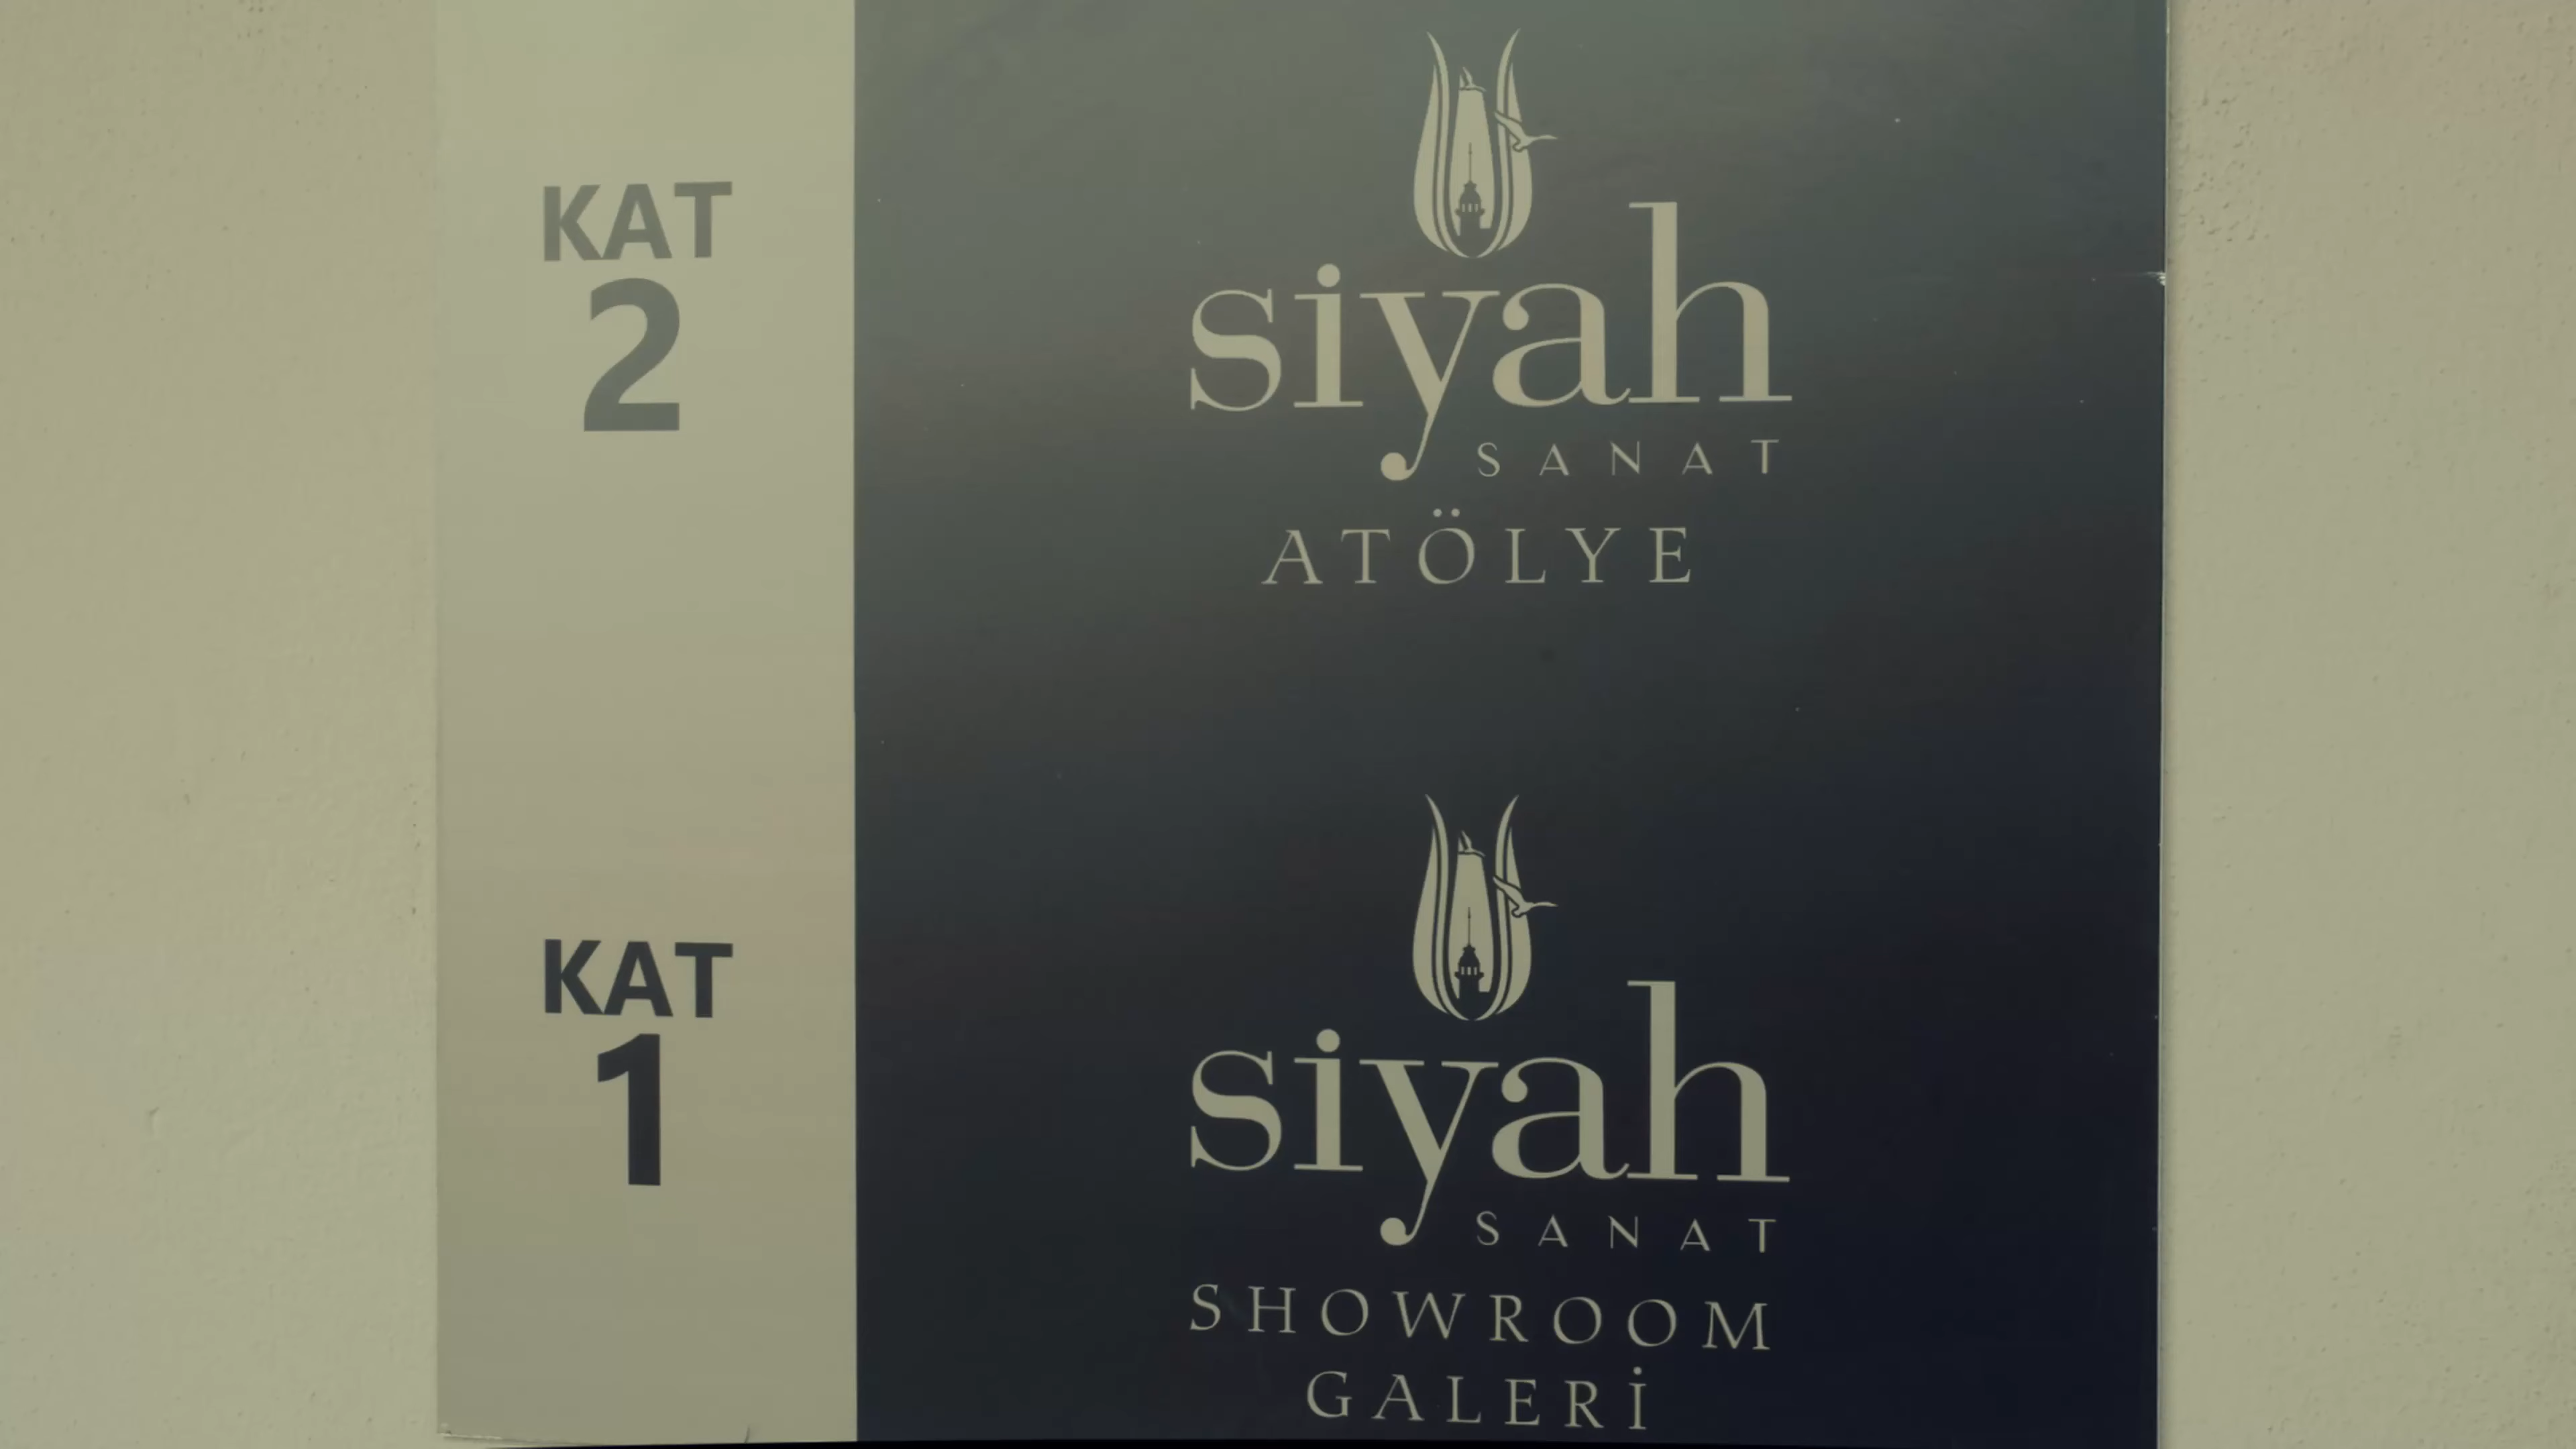 KAT
2
siyah
SANAT
ATÖLYE
KAT
1
siyah
SANAT
SHOWROOM
GALERİ